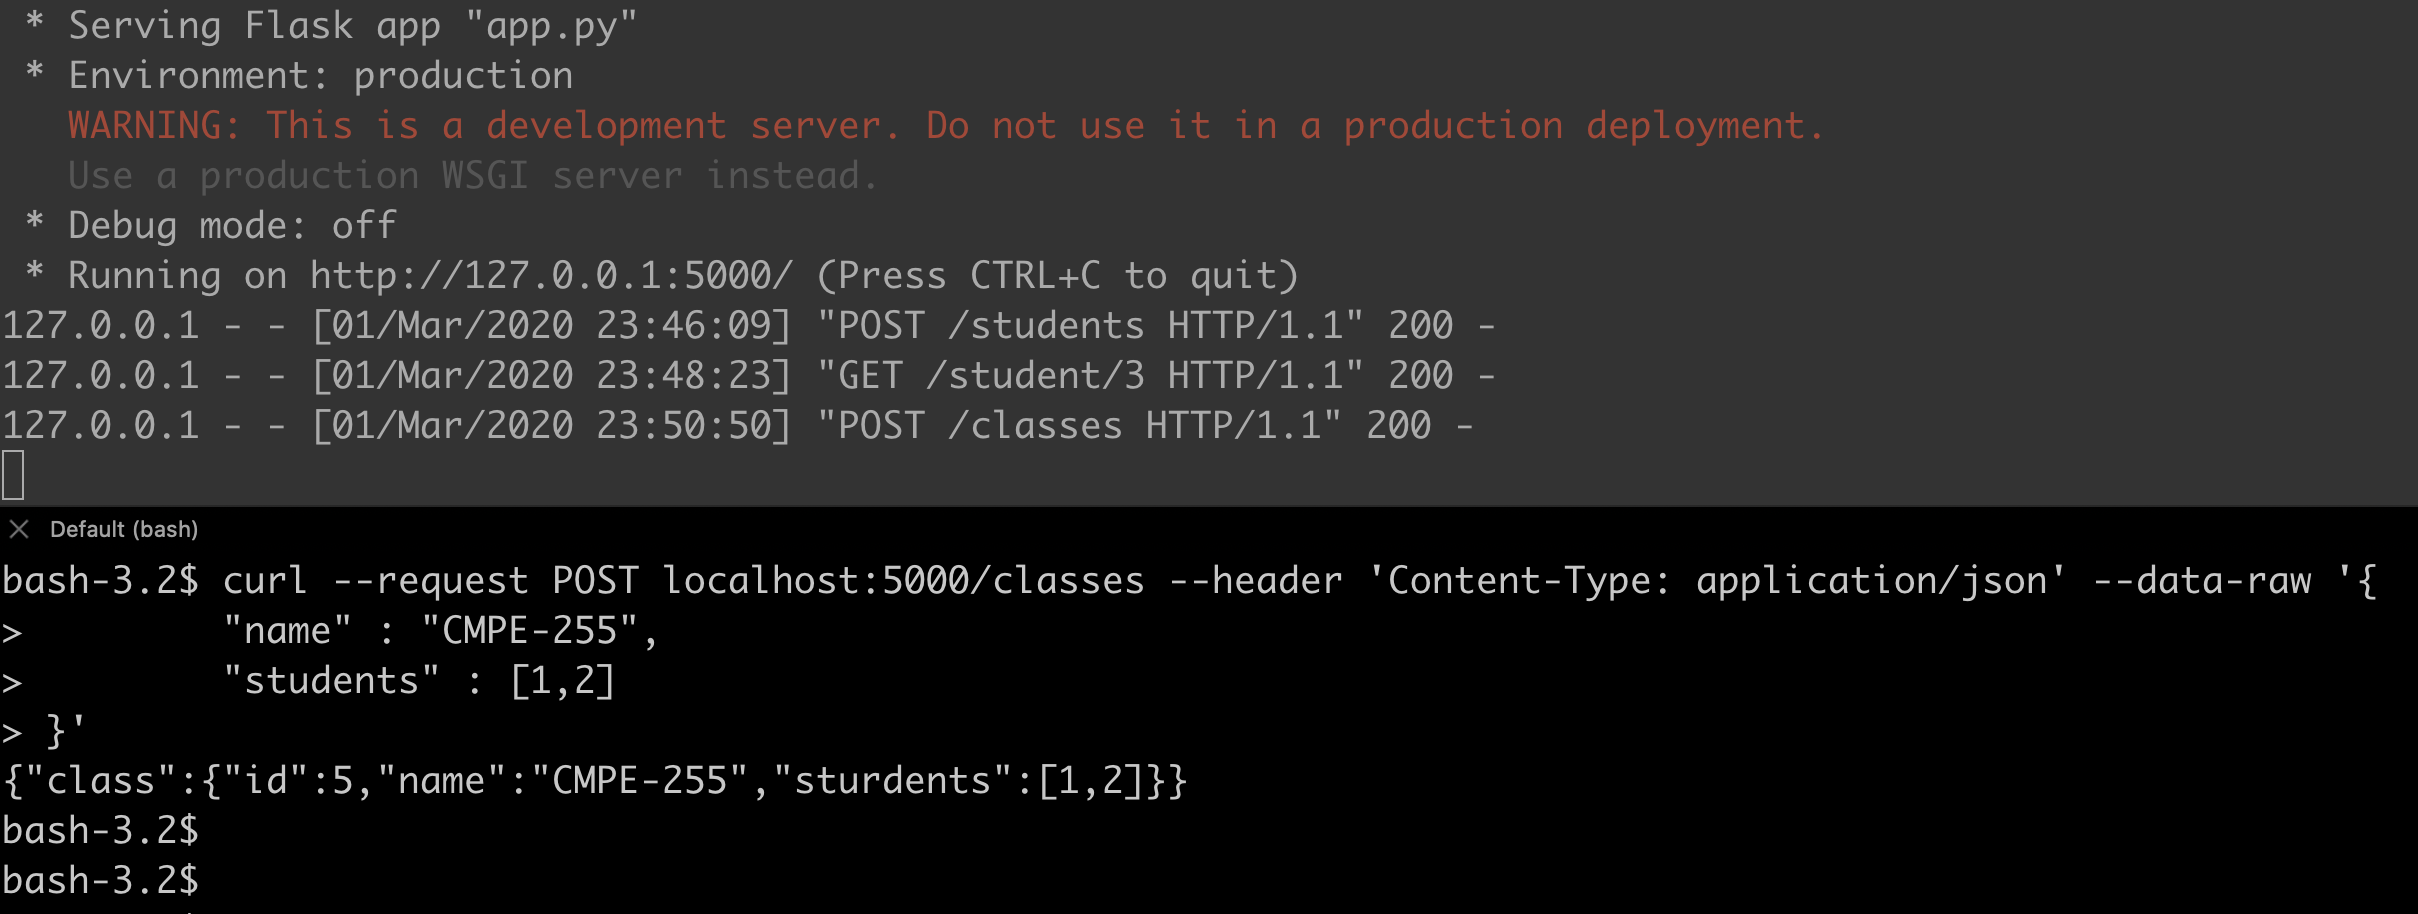 * Serving Flask app "app.py"
* Environment: production
WARNING: This is a development server. Do not use it in a production deployment.
Use a production WSGI server instead.
* Debug mode: off
* Running on http://127.0.0.1:5000/ (Press CTRL+C to quit)
127.0.0.1 - - [01/Mar/2020 23:46:09] "POST /students HTTP/1.1" 200 -
127.0.0.1 - - [01/Mar/2020 23:48:23] "GET /student/3 HTTP/1.1" 200 -
127.0.0.1 - - [01/Mar/2020 23:50:50] "POST /classes HTTP/1.1" 200 -
Default (bash)
bash-3.2$ curl --request POST localhost:5000/classes --header 'Content-Type: application/json' --data-raw '{
>         "name" : "CMPE-255",
>         "students" : [1,2]
> }'
{"class":{"id":5,"name":"CMPE-255","sturdents":[1,2]}}
bash-3.2$
bash-3.2$